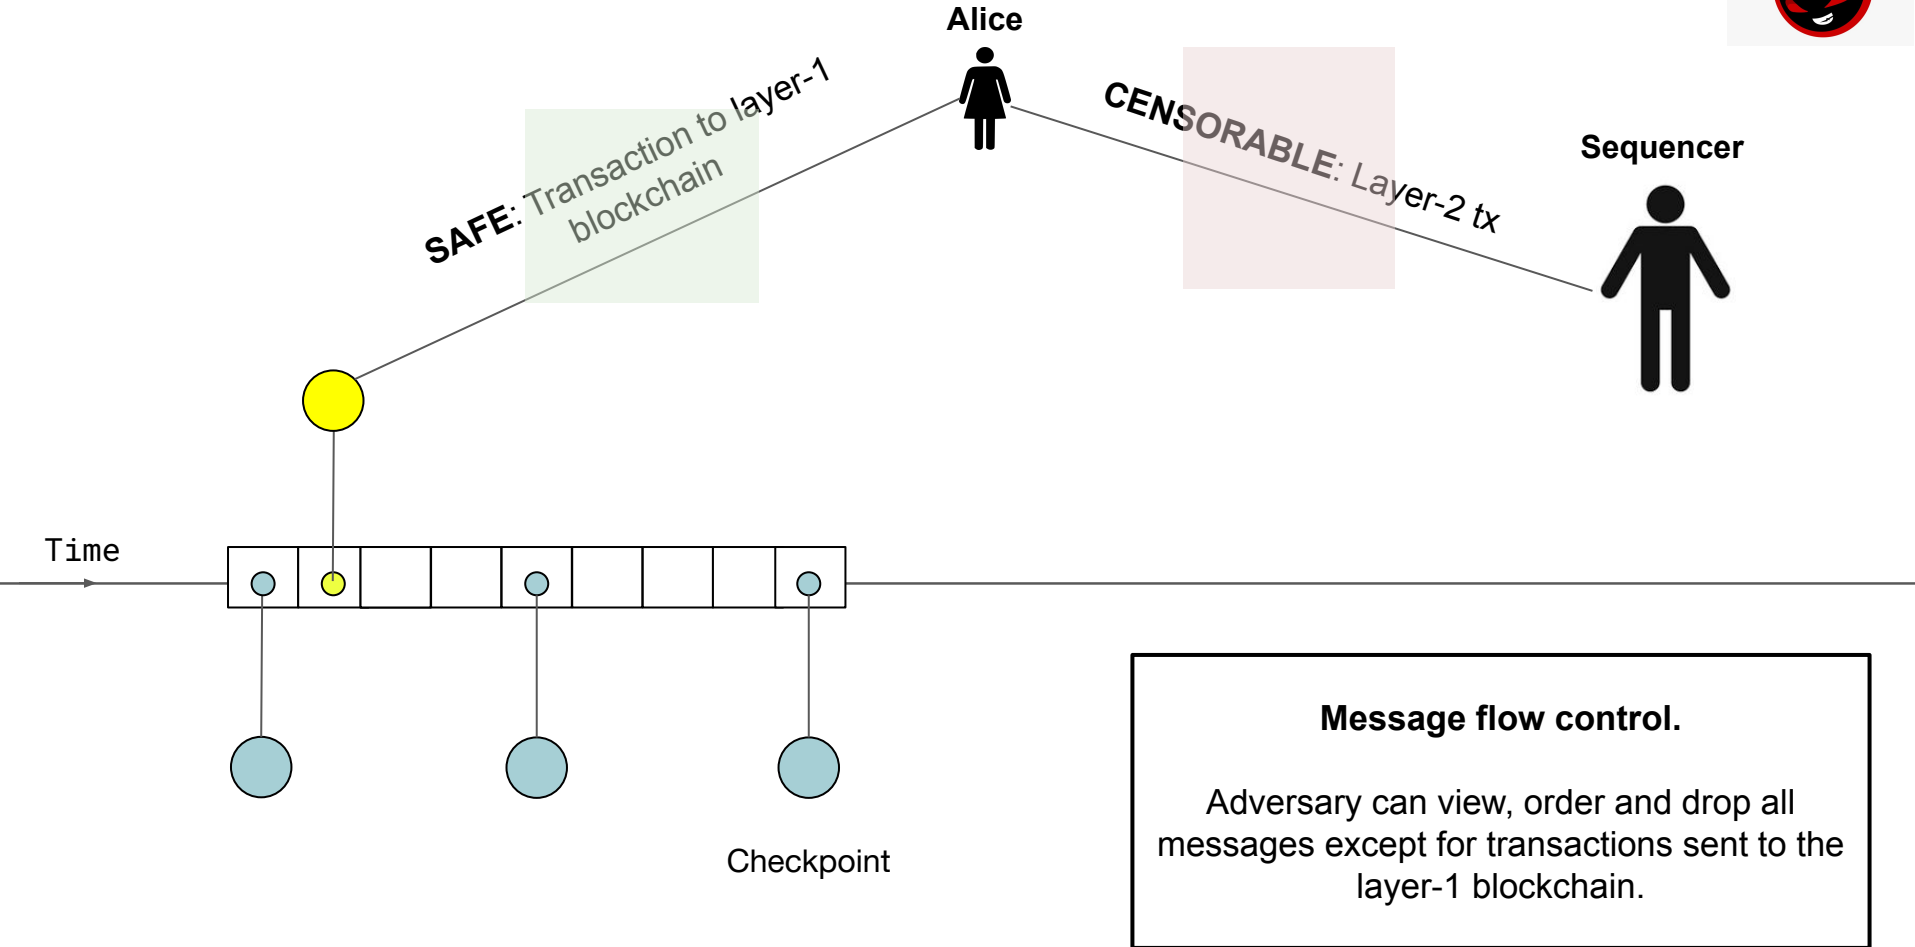 Alice
SAFE: Transaction to layer-1
blockchain
CENSORABLE: Layer-2 tx
Sequencer
Time
Checkpoint
Message flow control.
Adversary can view, order and drop all
messages except for transactions sent to the
layer-1 blockchain.